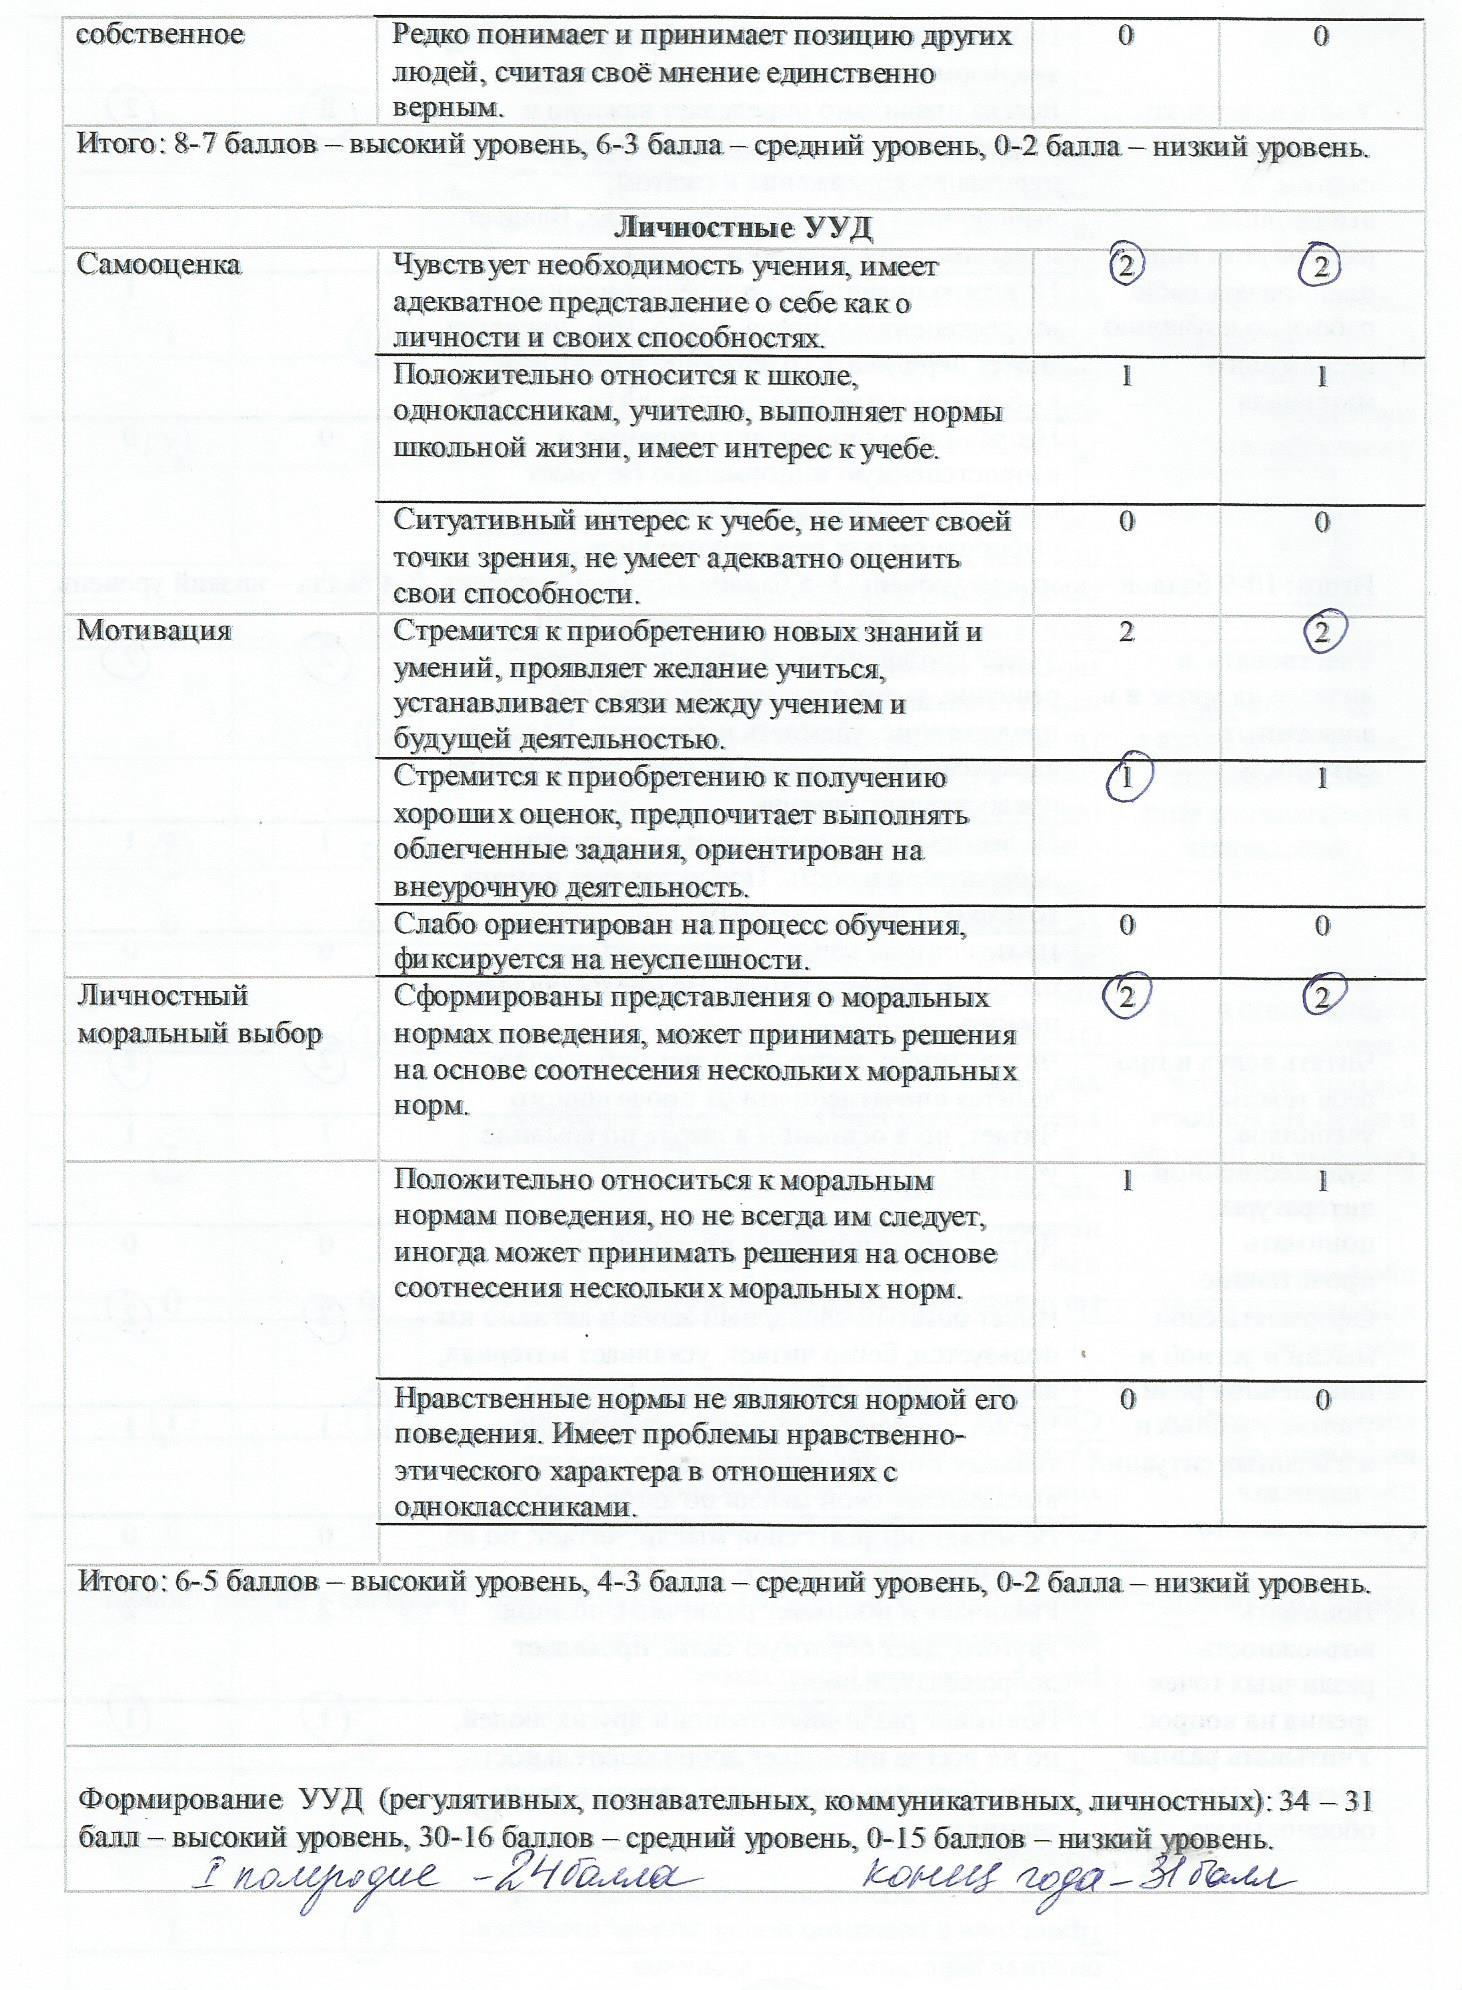 собственное Редко понимает и принимает позицию других 0 0
людей, считая своё мнение единственно
верным.
Итого: 8-7 баллов – высокий уровень, 6-3 балла – средний уровень, 0-2 балла – низкий уровень.
Личностные УУД
Самооценка Чувствует необходимость учения, имеет 2 2
адекватное представление о себе как о
личности и своих способностях.
Положительно относится к школе, 1 1
одноклассникам, учителю, выполняет нормы
школьной жизни, имеет интерес к учебе.
Ситуативный интерес к учебе, не имеет своей 0 0
точки зрения, не умеет адекватно оценить
свои способности.
Мотивация Стремится к приобретению новых знаний и 2 2
умений, проявляет желание учиться,
устанавливает связи между учением и
будущей деятельностью.
Стремится к приобретению к получению 1 1
хороших оценок, предпочитает выполнять
облегченные задания, ориентирован на
внеурочную деятельность.
Слабо ориентирован на процесс обучения, 0 0
фиксируется на неуспешности.
Личностный Сформированы представления о моральных 2 2
моральный выбор нормах поведения, может принимать решения
на основе соотнесения нескольких моральных
норм.
Положительно относиться к моральным 1 1
нормам поведения, но не всегда им следует,
иногда может принимать решения на основе
соотнесения нескольких моральных норм.
Нравственные нормы не являются нормой его 0 0
поведения. Имеет проблемы нравственно-
этического характера в отношениях с
одноклассниками.
Итого: 6-5 баллов – высокий уровень, 4-3 балла – средний уровень, 0-2 балла – низкий уровень.
Формирование УУД (регулятивных, познавательных, коммуникативных, личностных): 34 – 31
балл – высокий уровень, 30-16 баллов – средний уровень, 0-15 баллов – низкий уровень.
I полугодие – 24 балла конец года – 31 балл